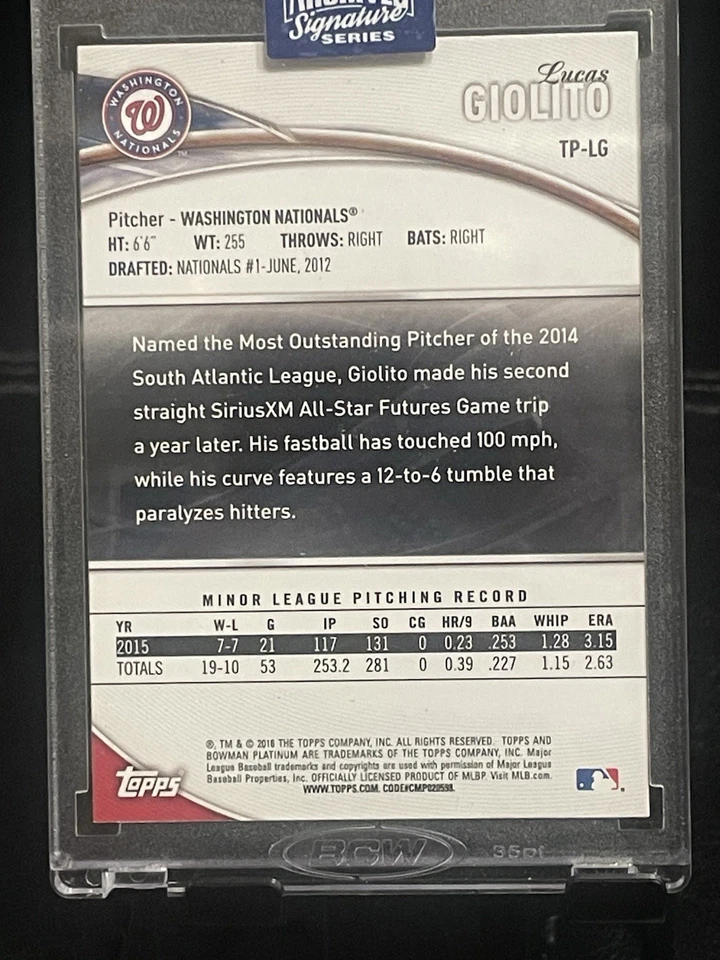 ARCHIVES
Signature
SERIES
WASHINGTON
W
NATIONALS
™
Lucas
GIOLITO
TP-LG
Pitcher - WASHINGTON NATIONALS®
HT: 6'6" WT: 255 THROWS: RIGHT BATS: RIGHT
DRAFTED: NATIONALS #1-JUNE, 2012
Named the Most Outstanding Pitcher of the 2014
South Atlantic League, Giolito made his second
straight SiriusXM All-Star Futures Game trip
a year later. His fastball has touched 100 mph,
while his curve features a 12-to-6 tumble that
paralyzes hitters.
MINOR LEAGUE PITCHING RECORD
YR W-L G IP SO CG HR/9 BAA WHIP ERA
2015 7-7 21 117 131 0 0.23 .253 1.28 3.15
TOTALS 19-10 53 253.2 281 0 0.39 .227 1.15 2.63
®, TM & © 2016 THE TOPPS COMPANY, INC. ALL RIGHTS RESERVED. TOPPS AND
BOWMAN PLATINUM ARE TRADEMARKS OF THE TOPPS COMPANY, INC. Major
League Baseball trademarks and copyrights are used with permission of Major League
Baseball Properties, Inc. OFFICIALLY LICENSED PRODUCT OF MLBP. Visit MLB.com.
WWW.TOPPS.COM. CODE#CMP020598.
topps
BCW 35pt